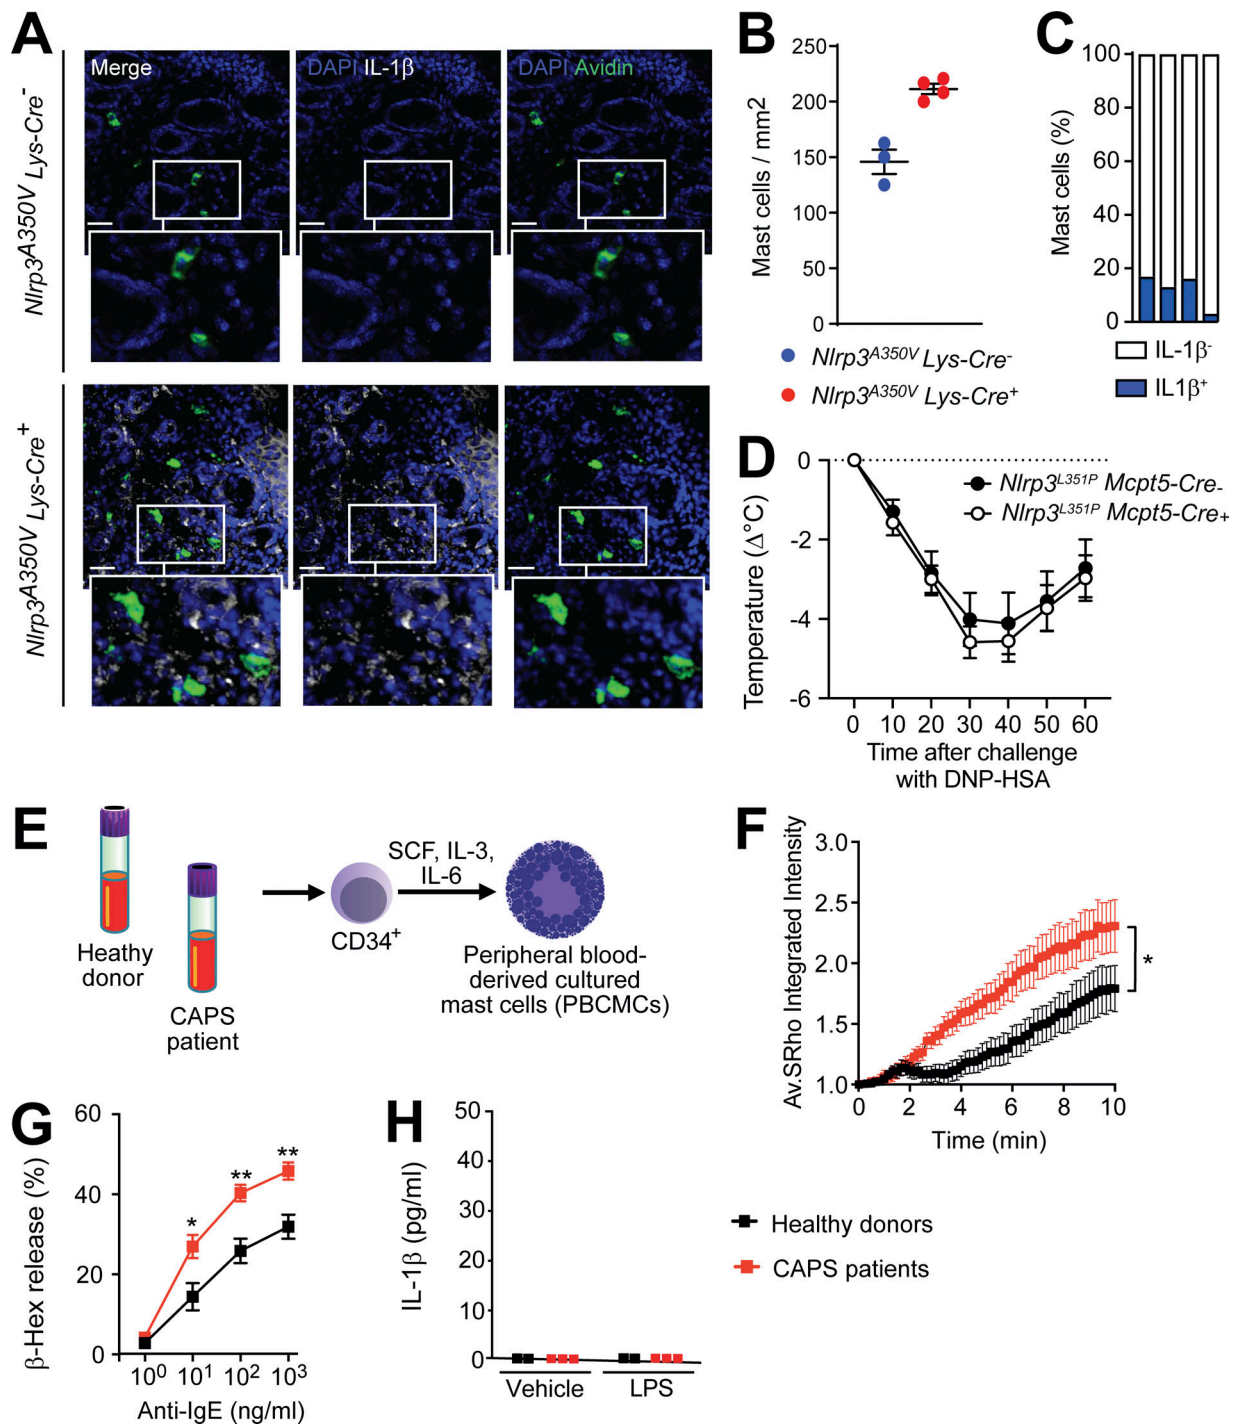 A
Nlrp3A350V Lys-Cre-
Merge
DAPI IL-1β
DAPI Avidin
Nlrp3A350V Lys-Cre+
B
Mast cells / mm2
250
200
150
200
50
0
Nlrp3A350V Lys-Cre-
Nlrp3A350V Lys-Cre+
C
Mast cells (%)
100
80
60
40
20
0
IL-1β-
IL1β+
D
Temperature (Δ°C)
0
-2
-4
-6
Nlrp3L351P Mcpt5-Cre-
Nlrp3L351P Mcpt5-Cre+
0 10 20 30 40 50 60
Time after challenge
with DNP-HSA
E
Heathy
donor
CAPS
patient
CD34+
SCF, IL-3,
IL-6
Peripheral blood-
derived cultured
mast cells (PBCMCs)
F
Av.SRho Integrated Intensity
3.0
2.5
2.0
1.5
1.0
*
0 2 4 6 8 10
Time (min)
G
β-Hex release (%)
60
40
20
0
* ** **
100 101 102 103
Anti-IgE (ng/ml)
H
IL-1β (pg/ml)
50
40
30
20
10
0
Vehicle LPS
Healthy donors
CAPS patients